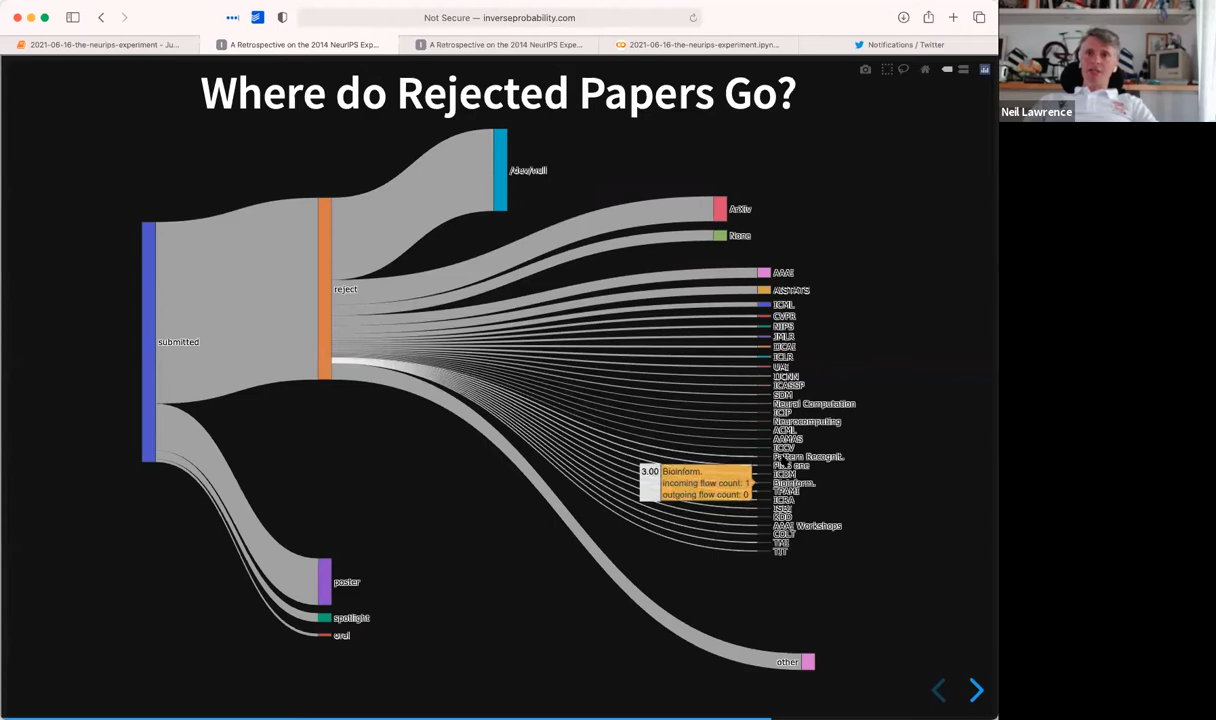 Not Secure — inverseprobability.com
2021-06-16-the-neurips-experiment - Ju...
A Retrospective on the 2014 NeurIPS Exp...
A Retrospective on the 2014 NeurIPS Expe...
2021-06-16-the-neurips-experiment.ipyn...
Notifications / Twitter
Where do Rejected Papers Go?
Neil Lawrence
/dev/null
ArXiv
None
AAAI
AISTATS
reject
ICML
CVPR
NIPS
JMLR
submitted
IJCAI
ICLR
UAI
IJCNN
ICASSP
SDM
Neural Computation
ICIP
Neurocomputing
ACML
AAMAS
ICCV
Pattern Recognit.
PLoS one
3.00
Bioinform.
incoming flow count: 1
outgoing flow count: 0
ICDM
Bioinform.
TPAMI
ICRA
ISBI
KDD
AAAI Workshops
COLT
TMI
TIT
poster
spotlight
oral
other